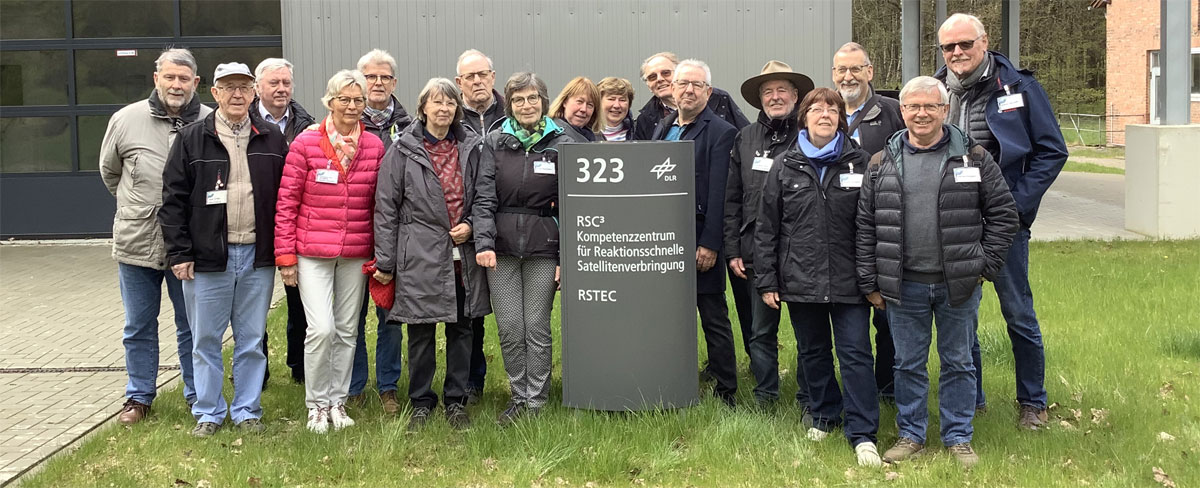 323
DLR
RSC³
Kompetenzzentrum
für Reaktionsschnelle
Satellitenverbringung
RSTEC